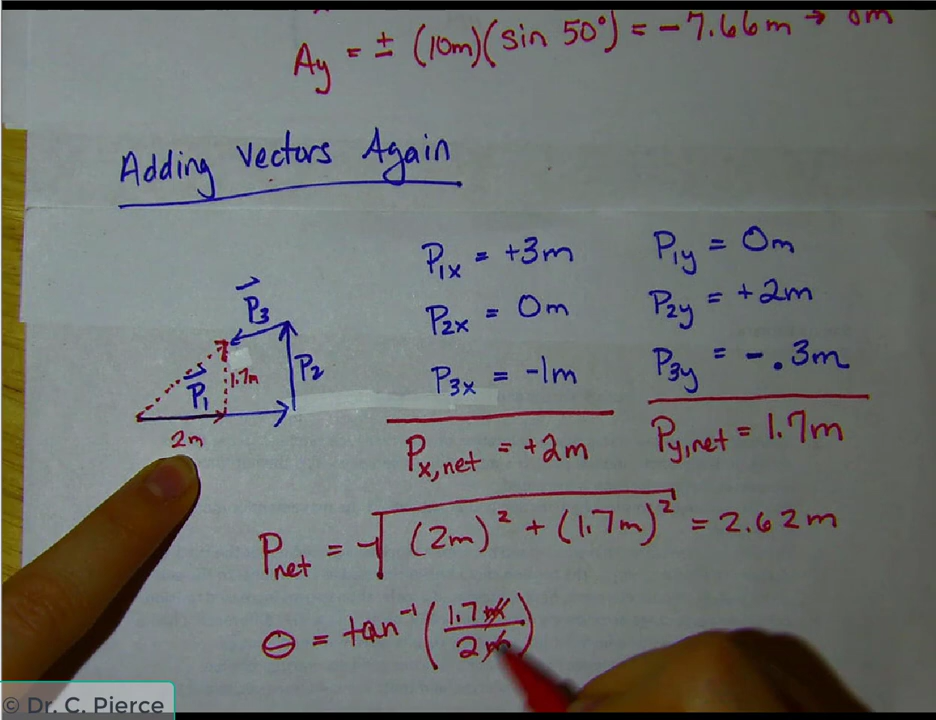 Ay = ± (10m)(sin 50°) = -7.66m → 0m
Adding Vectors Again
P1x = +3m
P1y = 0m
P2x = 0m
P2y = +2m
P3x = -1m
P3y = -.3m
Px,net = +2m
Py,net = 1.7m
P3
P2
P1
1.7m
2m
Pnet = √(2m)² + (1.7m)² = 2.62m
θ = tan⁻¹(1.7m/2m)
© Dr. C. Pierce